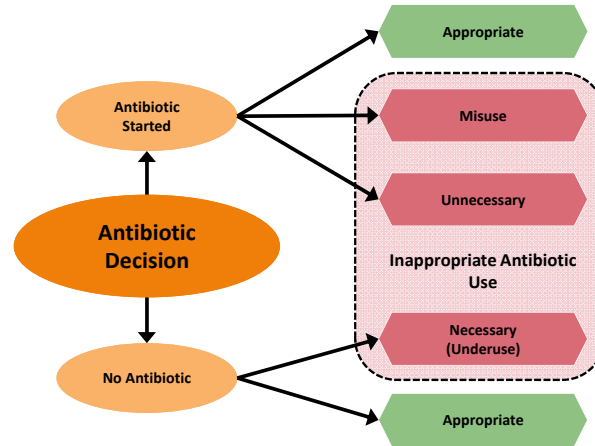 Appropriate
Antibiotic
Started
Misuse
Unnecessary
Antibiotic
Decision
Inappropriate Antibiotic
Use
Necessary
(Underuse)
No Antibiotic
Appropriate